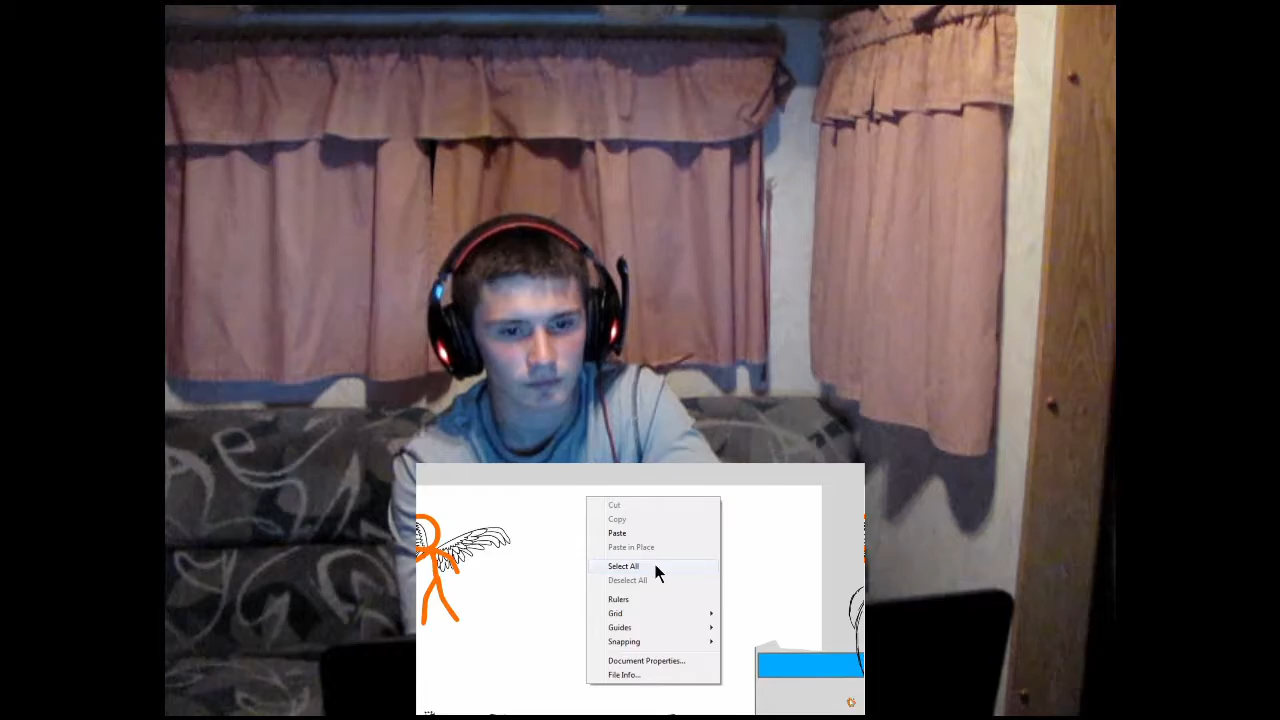 Cut
Copy
Paste
Paste in Place
Select All
Deselect All
Rulers
Grid
Guides
Snapping
Document Properties...
File Info...